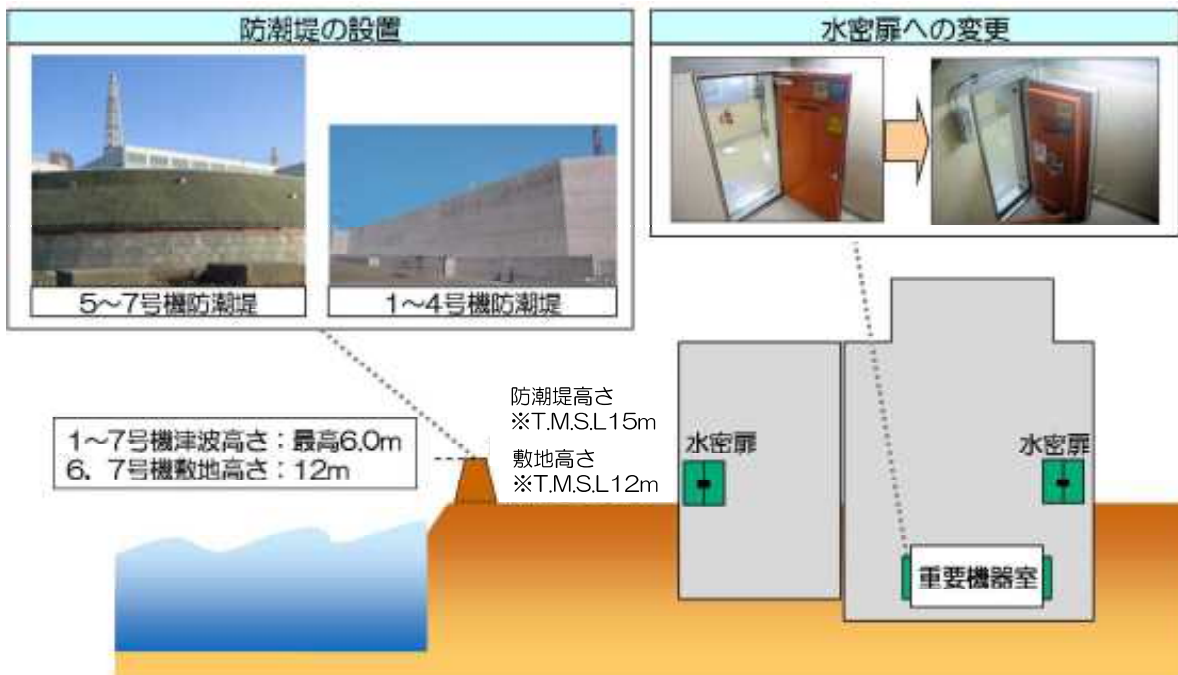 防潮堤の設置
5〜7号機防潮堤
1〜4号機防潮堤
水密扉への変更
1〜7号機津波高さ：最高6.0m
6．7号機敷地高さ：12m
防潮堤高さ
※T.M.S.L15m
敷地高さ
※T.M.S.L12m
水密扉
水密扉
重要機器室